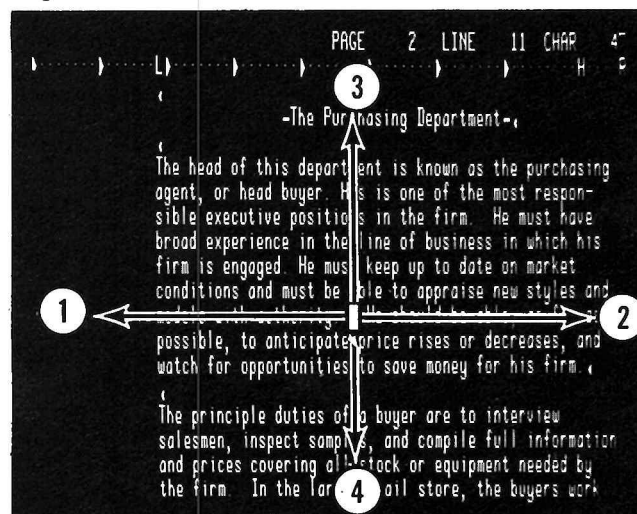 PAGE 2 LINE 11 CHAR
L H
3
-The Purchasing Department-
The head of this department is known as the purchasing
agent, or head buyer. His is one of the most respon-
sible executive positions in the firm. He must have
broad experience in the line of business in which his
firm is engaged. He must keep up to date on market
conditions and must be able to appraise new styles and
1 2
possible, to anticipate price rises or decreases, and
watch for opportunities to save money for his firm.
The principle duties of a buyer are to interview
salesmen, inspect samples, and compile full information
and prices covering all stock or equipment needed by
the firm. In the store, the buyers work
4